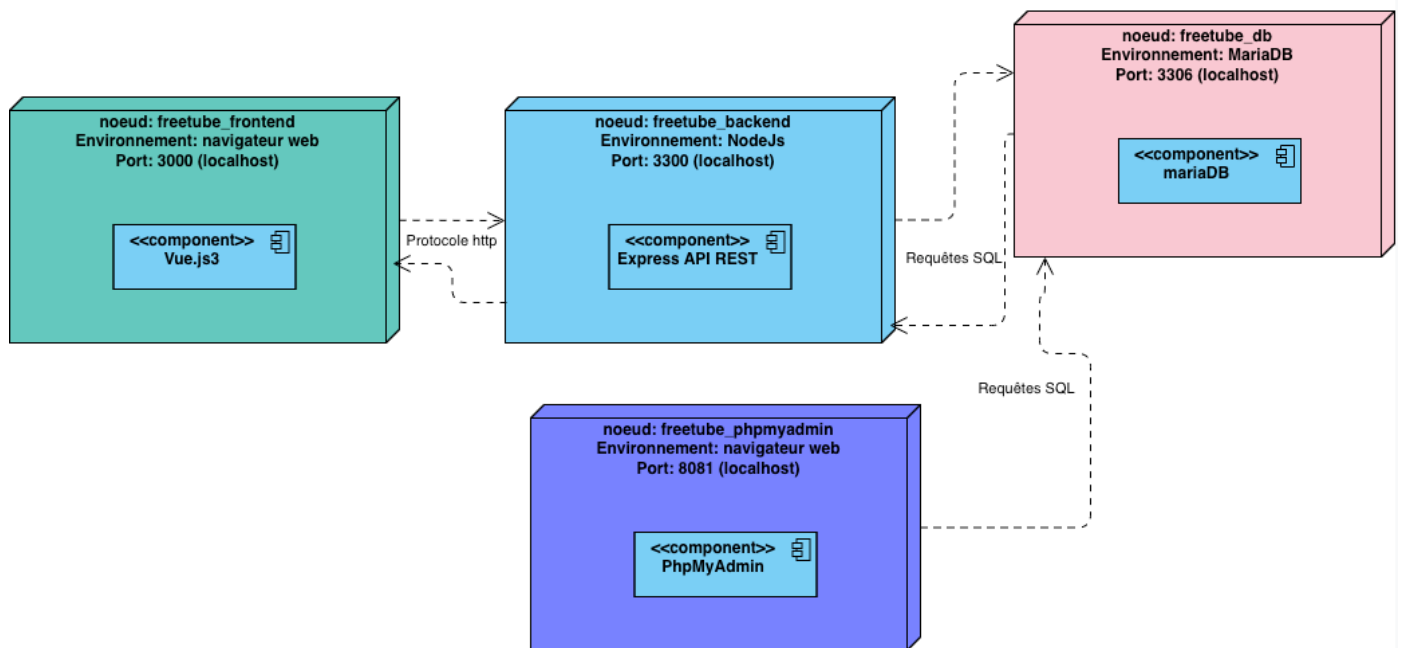 noeud: freetube_frontend
Environnement: navigateur web
Port: 3000 (localhost)
<<component>>
Vue.js3
Protocole http
noeud: freetube_backend
Environnement: NodeJs
Port: 3300 (localhost)
<<component>>
Express API REST
Requêtes SQL
noeud: freetube_db
Environnement: MariaDB
Port: 3306 (localhost)
<<component>>
mariaDB
Requêtes SQL
noeud: freetube_phpmyadmin
Environnement: navigateur web
Port: 8081 (localhost)
<<component>>
PhpMyAdmin